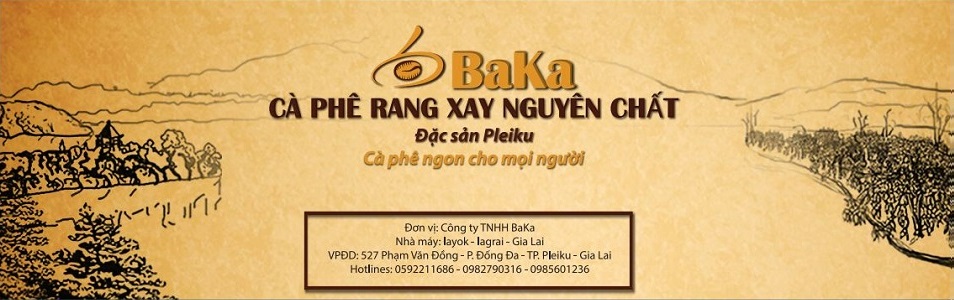 BaKa
CÀ PHÊ RANG XAY NGUYÊN CHẤT
Đặc sản Pleiku
Cà phê ngon cho mọi người
Đơn vị: Công ty TNHH BaKa
Nhà máy: Iayok - Iagrai - Gia Lai
VPĐD: 527 Phạm Văn Đồng - P. Đống Đa - TP. Pleiku - Gia Lai
Hotlines: 0592211686 - 0982790316 - 0985601236